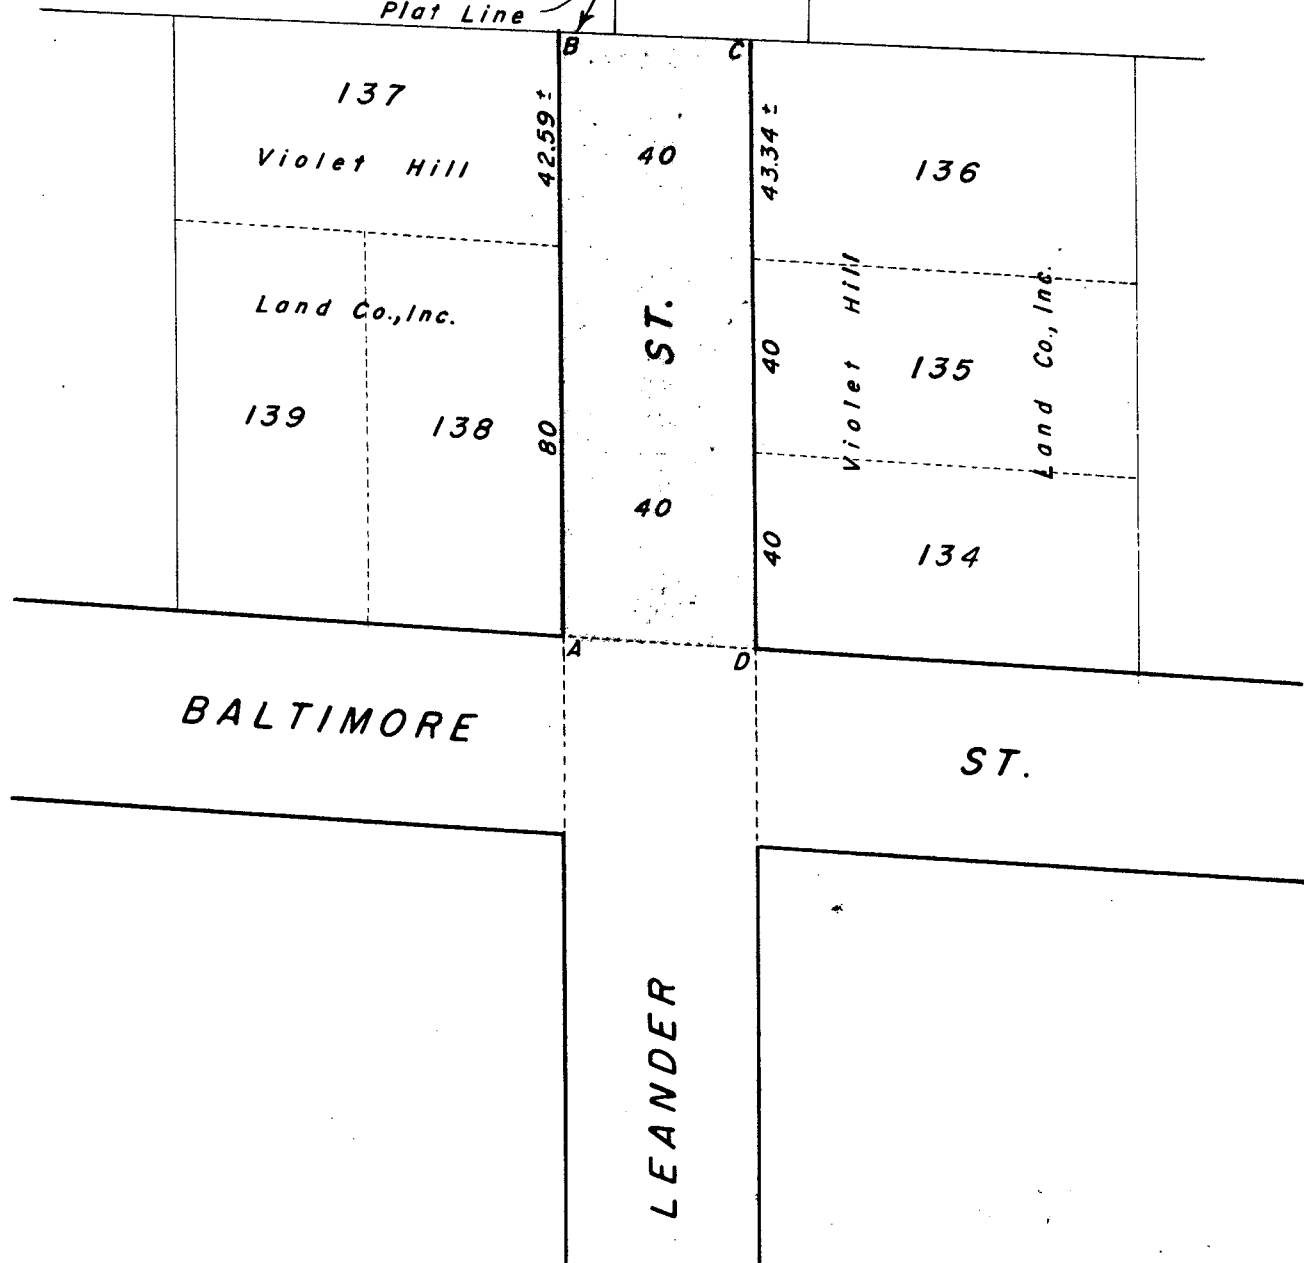 Plat Line
B
C
137
42.59 ±
40
43.34 ±
136
Violet Hill
Land Co., Inc.
ST.
40
135
Violet Hill
Land Co., Inc.
139
138
80
40
40
134
A
D
BALTIMORE
ST.
LEANDER